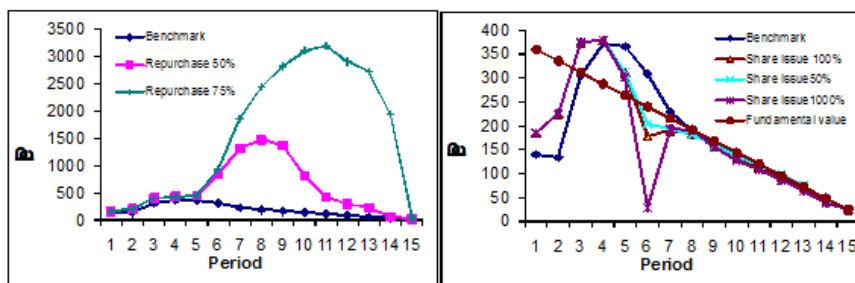 3500
3000
2500
2000
1500
1000
500
0
Benchmark
Repurchase 50%
Repurchase 75%
1 2 3 4 5 6 7 8 9 10 11 12 13 14 15
Period
400
350
300
250
200
150
100
50
0
Benchmark
Share Issue 100%
Share Issue50%
Share Issue1000%
Fundamental value
1 2 3 4 5 6 7 8 9 10 11 12 13 14 15
Period